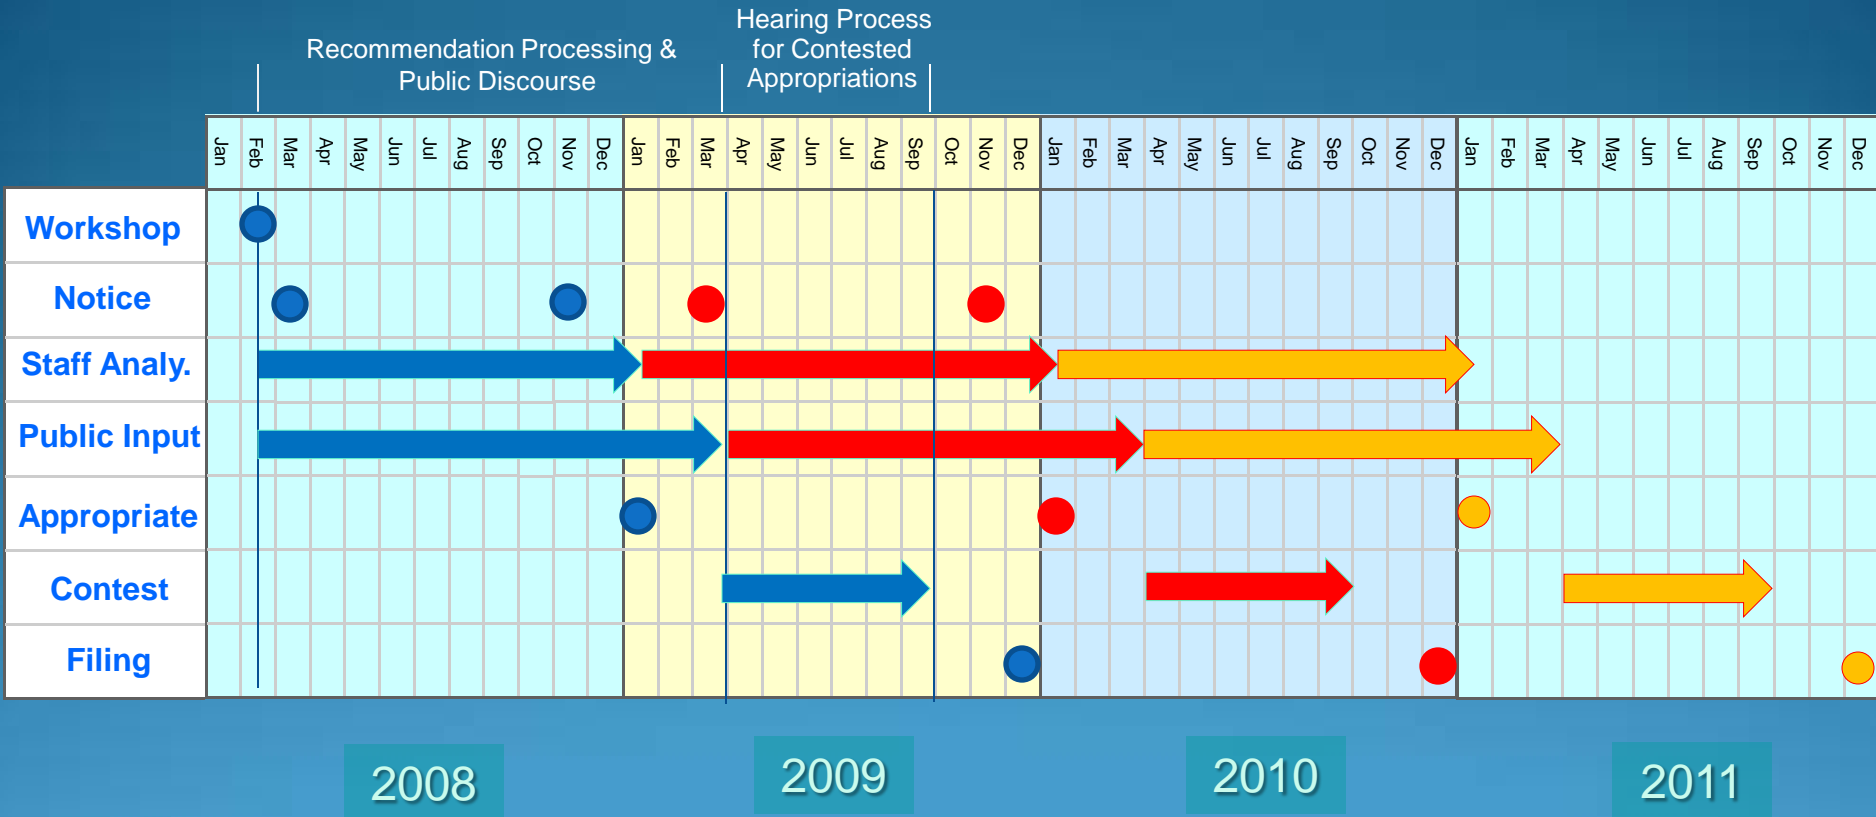 Hearing Process
for Contested
Appropriations
Recommendation Processing &
Public Discourse
Jan Feb Mar Apr May Jun Jul Aug Sep Oct Nov Dec Jan Feb Mar Apr May Jun Jul Aug Sep Oct Nov Dec Jan Feb Mar Apr May Jun Jul Aug Sep Oct Nov Dec Jan Feb Mar Apr May Jun Jul Aug Sep Oct Nov Dec
Workshop
Notice
Staff Analy.
Public Input
Appropriate
Contest
Filing
2008 2009 2010 2011